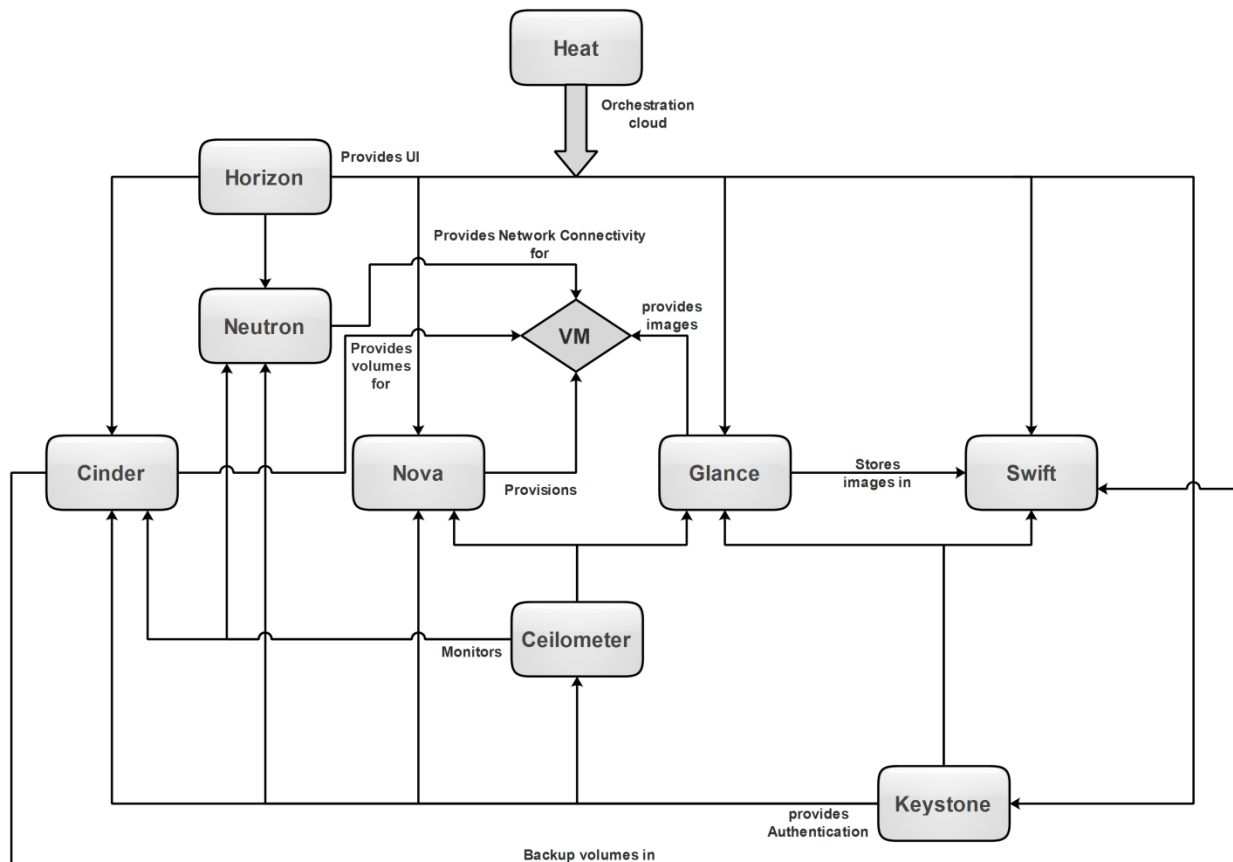 Heat
Orchestration
cloud
Provides UI
Horizon
Provides Network Connectivity
for
provides
images
Neutron
VM
Provides
volumes
for
Cinder
Nova
Glance
Stores
images in
Swift
Provisions
Ceilometer
Monitors
Keystone
provides
Authentication
Backup volumes in